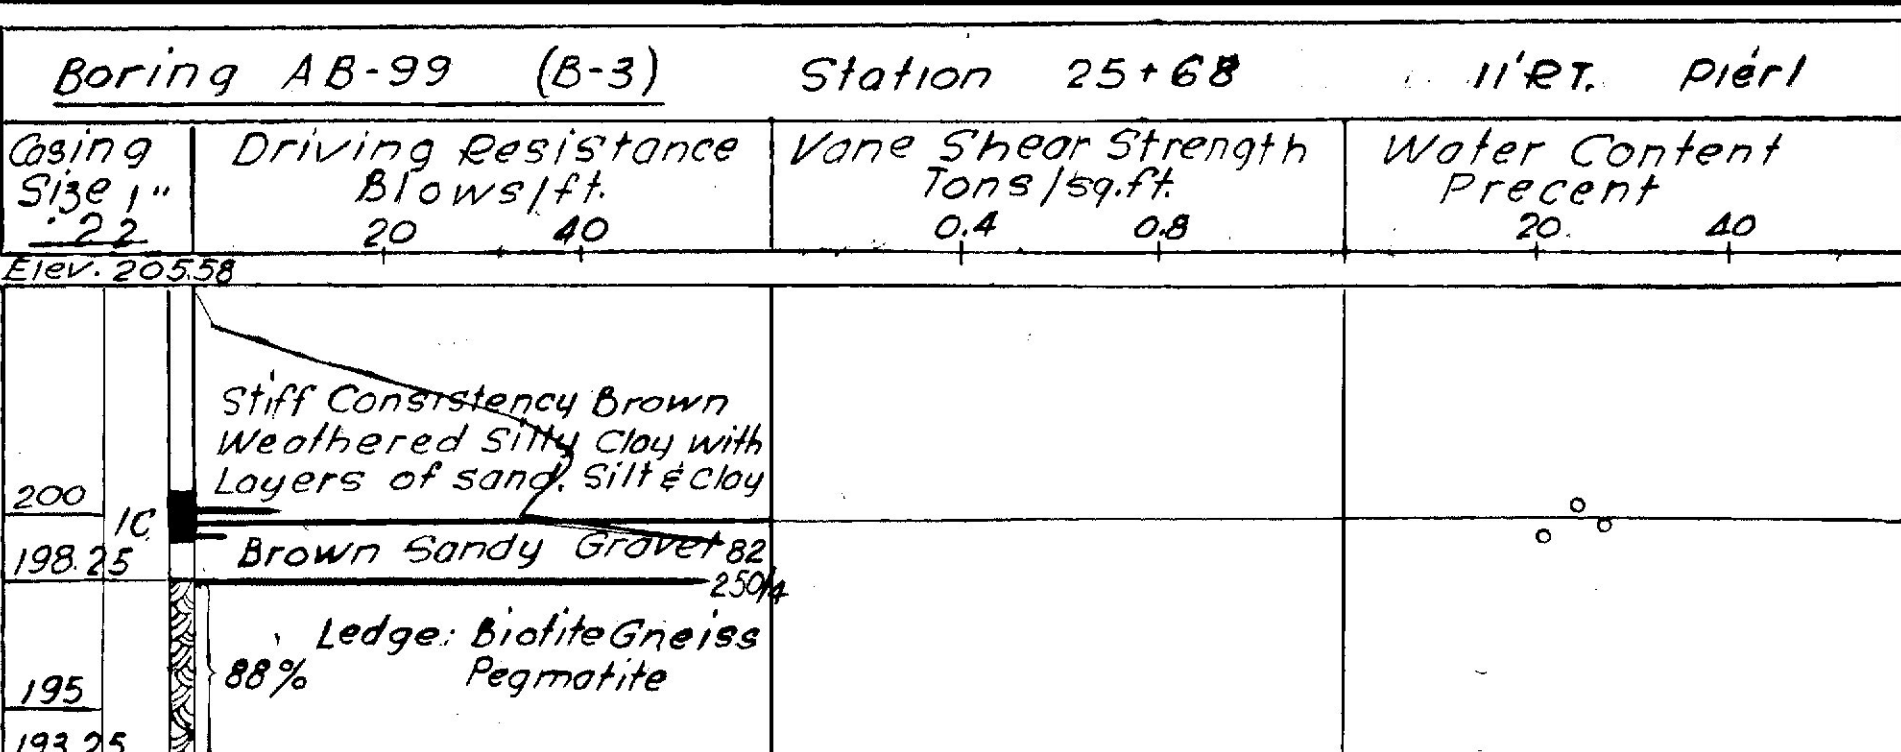 Boring AB-99 (B-3) Station 25+68 11' RT. Pier 1
Casing
Size 1"
22
Driving Resistance
Blows/ft.
20 40
Vane Shear Strength
Tons/sq.ft.
0.4 0.8
Water Content
Precent
20 40
Elev. 205.58
Stiff Consistency Brown
Weathered Silty Clay with
Layers of sand, Silt & Clay
200
1C
198.25
Brown Sandy Gravel 82
250/4
Ledge: Biotite Gneiss
88% Pegmatite
195
193.25